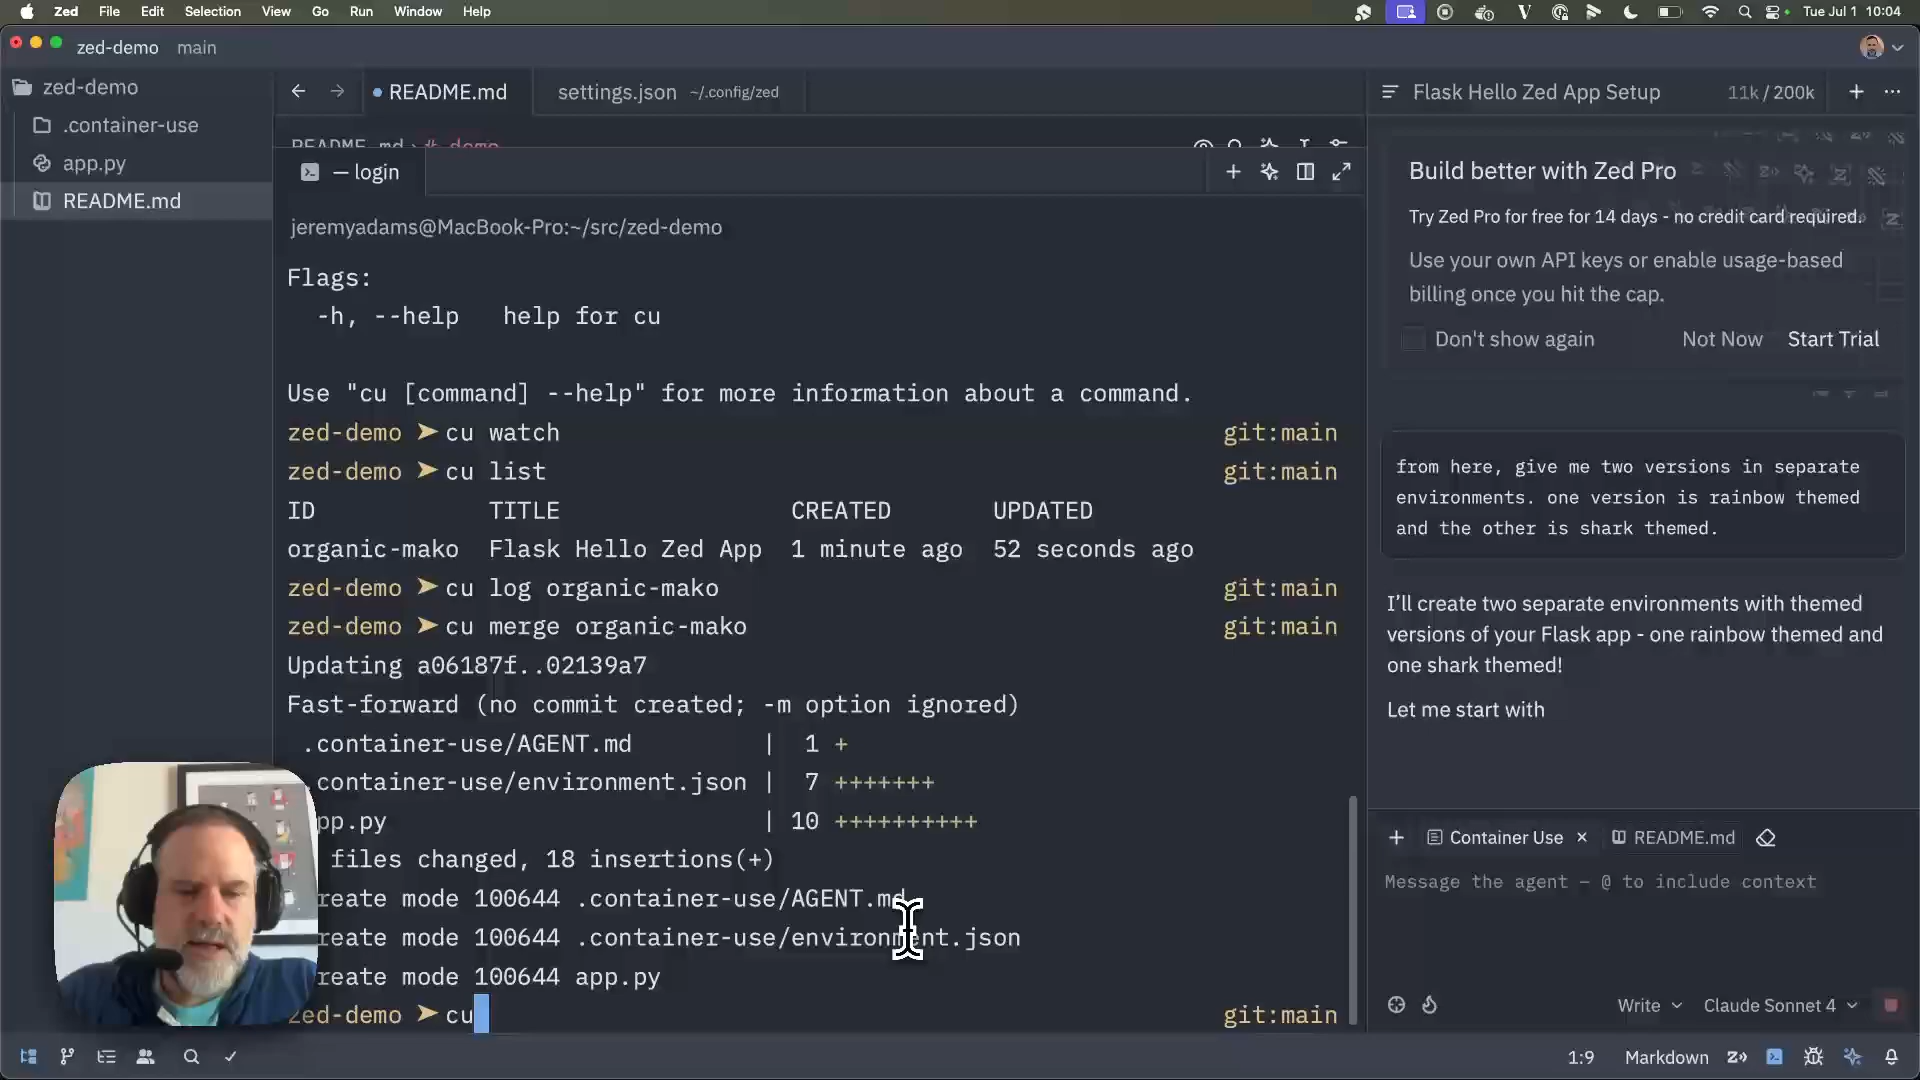 Zed File Edit Selection View Go Run Window Help
Tue Jul 1 10:04
zed-demo main
zed-demo
.container-use
app.py
README.md
README.md
settings.json ~/.config/zed
README.md › # demo
— login
jeremyadams@MacBook-Pro:~/src/zed-demo
Flags:
-h, --help help for cu
Use "cu [command] --help" for more information about a command.
zed-demo ➤ cu watch git:main
zed-demo ➤ cu list git:main
ID TITLE CREATED UPDATED
organic-mako Flask Hello Zed App 1 minute ago 52 seconds ago
zed-demo ➤ cu log organic-mako git:main
zed-demo ➤ cu merge organic-mako git:main
Updating a06187f..02139a7
Fast-forward (no commit created; -m option ignored)
.container-use/AGENT.md | 1 +
.container-use/environment.json | 7 +++++++
pp.py | 10 ++++++++++
files changed, 18 insertions(+)
reate mode 100644 .container-use/AGENT.md
reate mode 100644 .container-use/environment.json
reate mode 100644 app.py
zed-demo ➤ cu git:main
Flask Hello Zed App Setup 11k / 200k
Build better with Zed Pro
Try Zed Pro for free for 14 days - no credit card required.
Use your own API keys or enable usage-based
billing once you hit the cap.
Don't show again Not Now Start Trial
from here, give me two versions in separate
environments. one version is rainbow themed
and the other is shark themed.
I'll create two separate environments with themed
versions of your Flask app - one rainbow themed and
one shark themed!
Let me start with
Container Use README.md
Message the agent – @ to include context
Write Claude Sonnet 4
1:9 Markdown